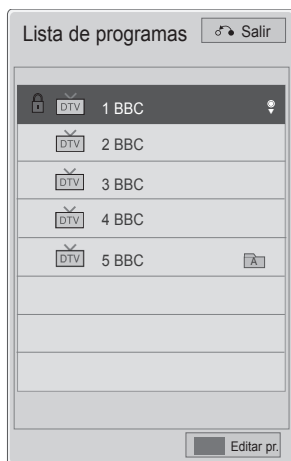 Lista de programas
Salir
DTV 1 BBC
DTV 2 BBC
DTV 3 BBC
DTV 4 BBC
DTV 5 BBC A
Editar pr.